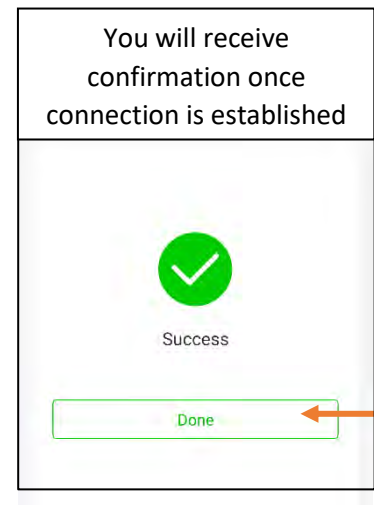 You will receive
confirmation once
connection is established
Success
Done